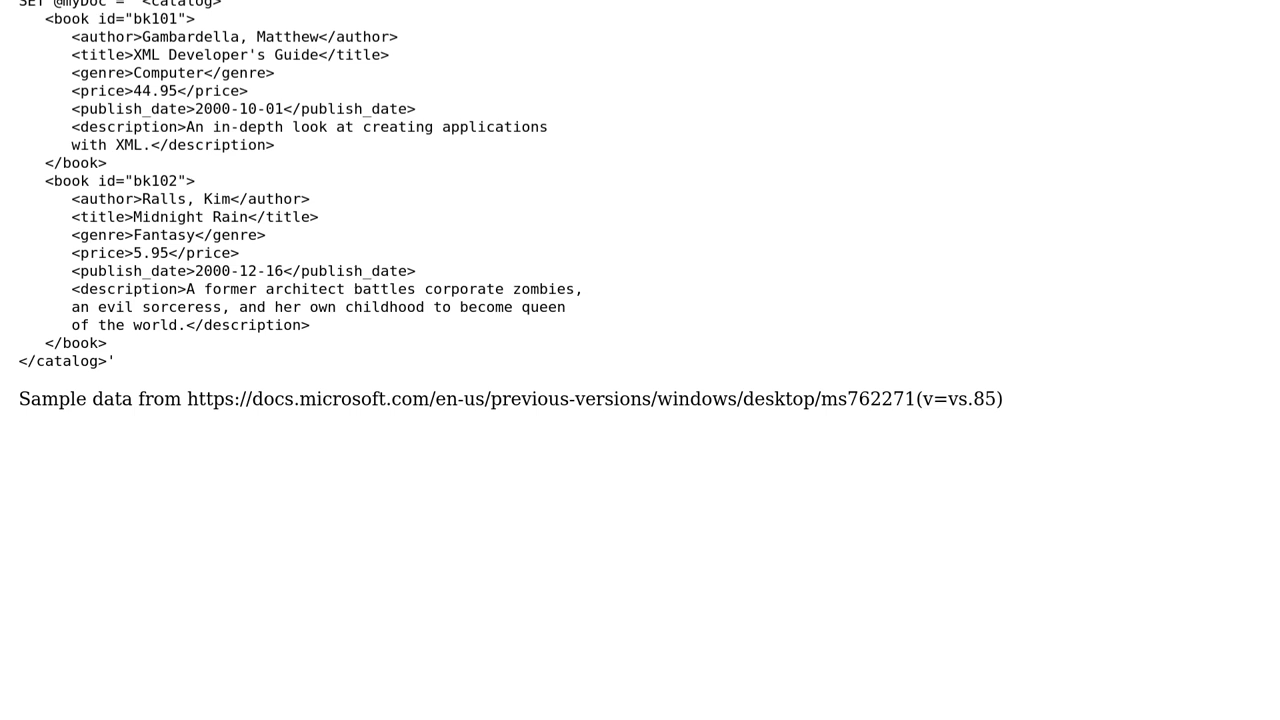 SET @myDoc = '<catalog>
<book id="bk101">
<author>Gambardella, Matthew</author>
<title>XML Developer's Guide</title>
<genre>Computer</genre>
<price>44.95</price>
<publish_date>2000-10-01</publish_date>
<description>An in-depth look at creating applications
with XML.</description>
</book>
<book id="bk102">
<author>Ralls, Kim</author>
<title>Midnight Rain</title>
<genre>Fantasy</genre>
<price>5.95</price>
<publish_date>2000-12-16</publish_date>
<description>A former architect battles corporate zombies,
an evil sorceress, and her own childhood to become queen
of the world.</description>
</book>
</catalog>'
Sample data from https://docs.microsoft.com/en-us/previous-versions/windows/desktop/ms762271(v=vs.85)